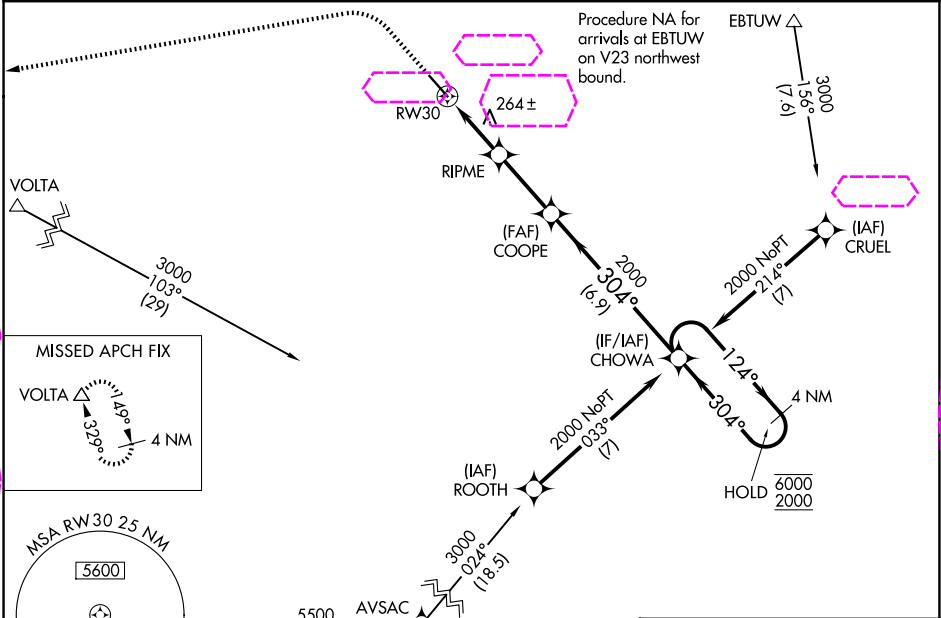 Procedure NA for
arrivals at EBTUW
on V23 northwest
bound.
EBTUW
3000
156°
(7.6)
RW30
264±
RIPME
VOLTA
3000
103°
(29)
(FAF)
COOPE
2000
304°
(6.9)
(IAF)
CRUEL
2000 NoPT
214°
(7)
(IF/IAF)
CHOWA
124°
304°
4 NM
HOLD
6000
2000
MISSED APCH FIX
VOLTA
149°
329°
4 NM
2000 NoPT
033°
(7)
(IAF)
ROOTH
3000
024°
(18.5)
MSA RW30 25 NM
5600
5500
AVSAC